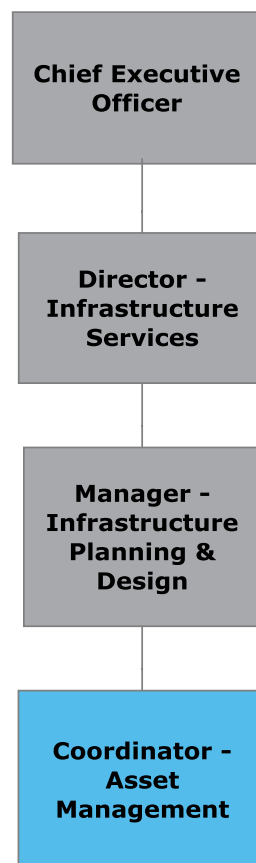 Chief Executive
Officer
Director -
Infrastructure
Services
Manager -
Infrastructure
Planning &
Design
Coordinator -
Asset
Management